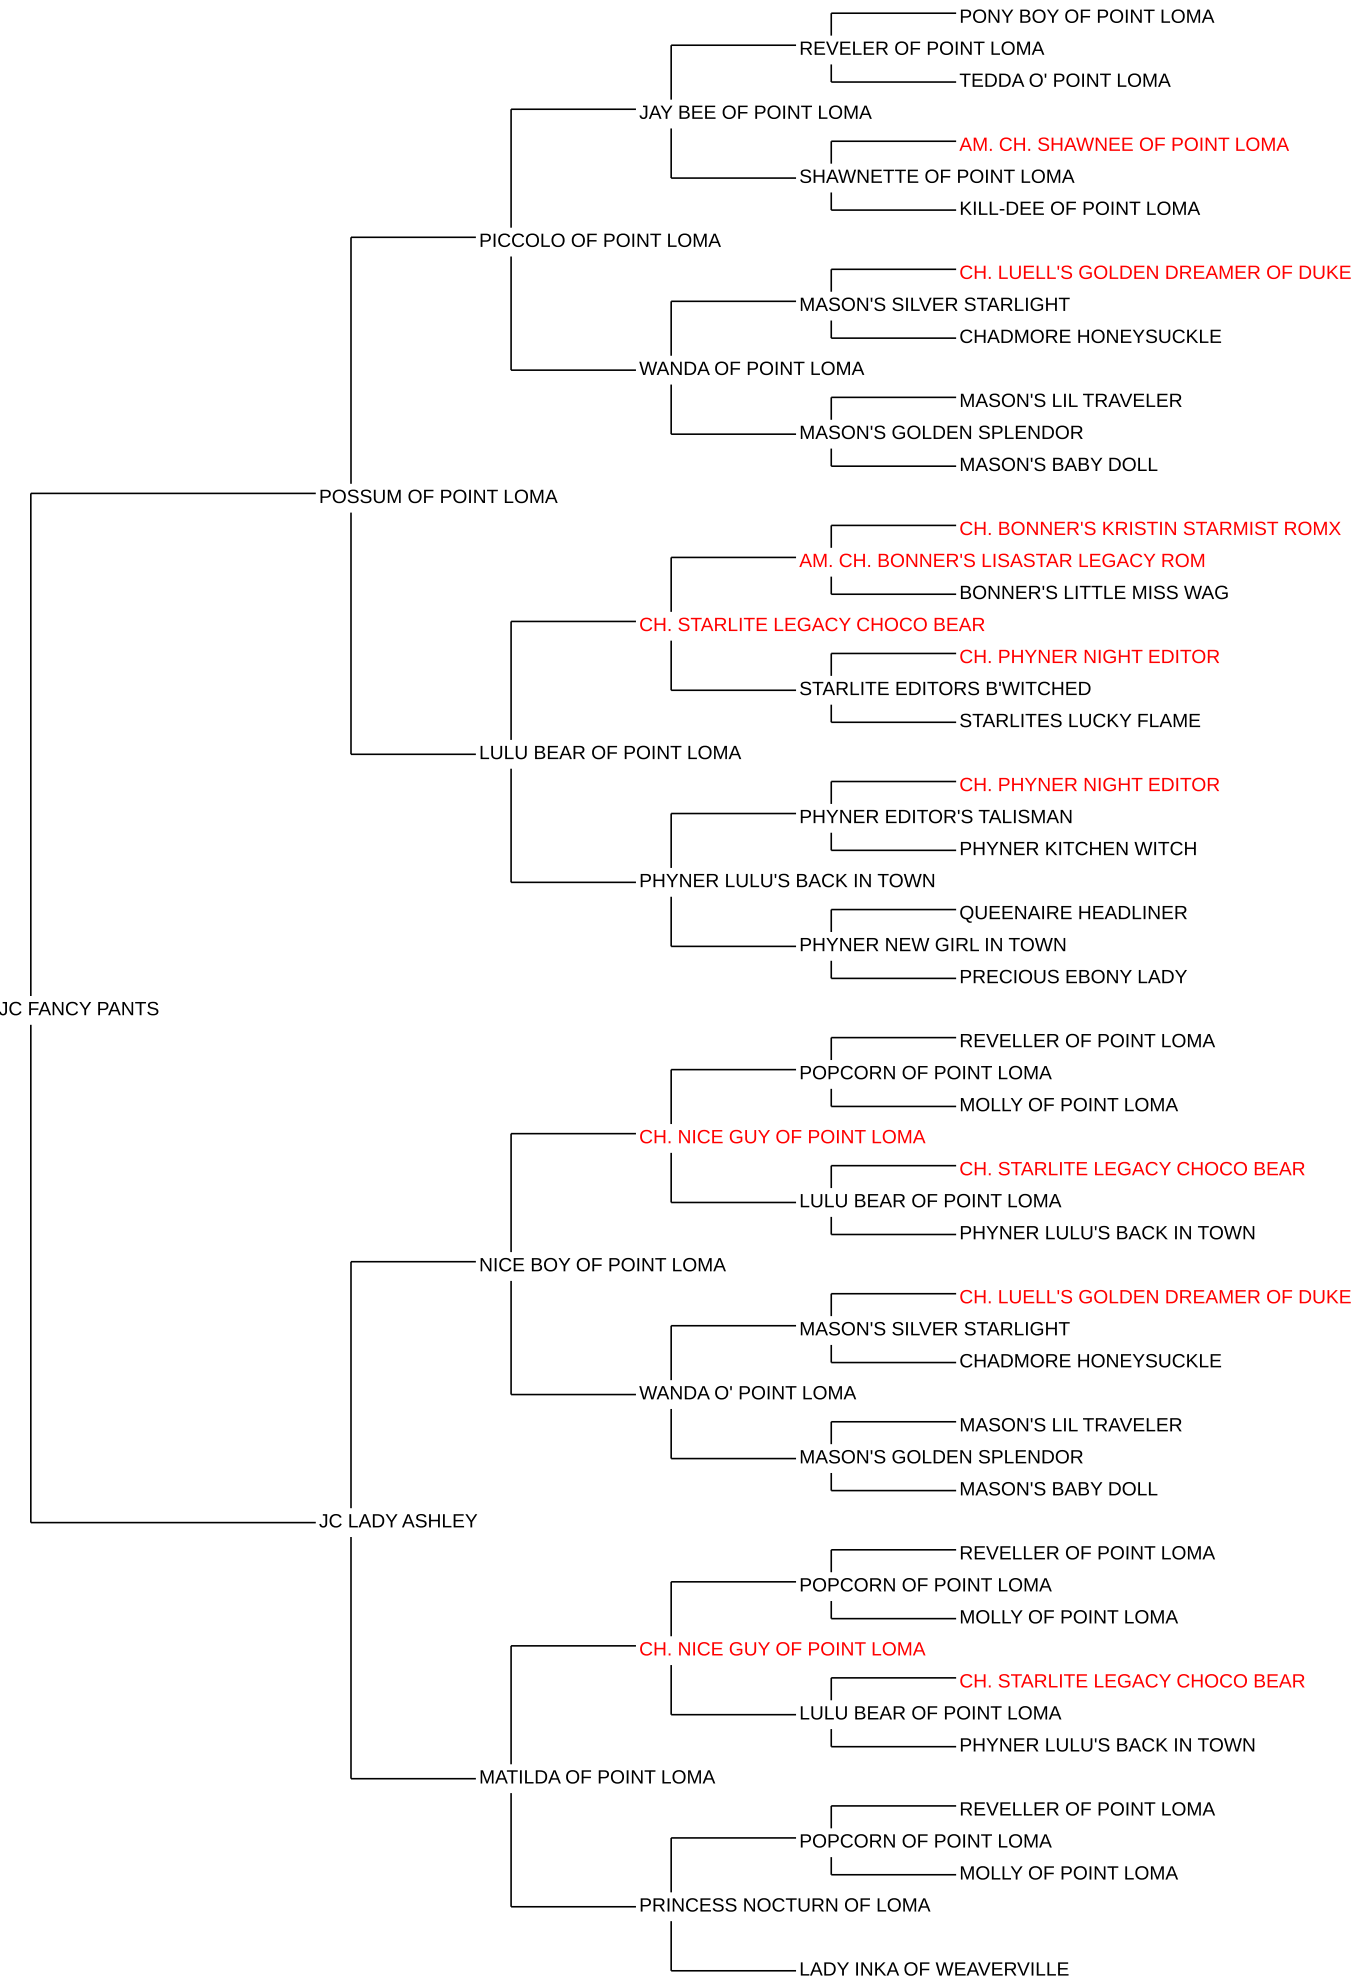 PONY BOY OF POINT LOMA
REVELER OF POINT LOMA
TEDDA O' POINT LOMA
JAY BEE OF POINT LOMA
AM. CH. SHAWNEE OF POINT LOMA
SHAWNETTE OF POINT LOMA
KILL-DEE OF POINT LOMA
PICCOLO OF POINT LOMA
CH. LUELL'S GOLDEN DREAMER OF DUKE
MASON'S SILVER STARLIGHT
CHADMORE HONEYSUCKLE
WANDA OF POINT LOMA
MASON'S LIL TRAVELER
MASON'S GOLDEN SPLENDOR
MASON'S BABY DOLL
POSSUM OF POINT LOMA
CH. BONNER'S KRISTIN STARMIST ROMX
AM. CH. BONNER'S LISASTAR LEGACY ROM
BONNER'S LITTLE MISS WAG
CH. STARLITE LEGACY CHOCO BEAR
CH. PHYNER NIGHT EDITOR
STARLITE EDITORS B'WITCHED
STARLITES LUCKY FLAME
LULU BEAR OF POINT LOMA
CH. PHYNER NIGHT EDITOR
PHYNER EDITOR'S TALISMAN
PHYNER KITCHEN WITCH
PHYNER LULU'S BACK IN TOWN
QUEENAIRE HEADLINER
PHYNER NEW GIRL IN TOWN
PRECIOUS EBONY LADY
JC FANCY PANTS
REVELLER OF POINT LOMA
POPCORN OF POINT LOMA
MOLLY OF POINT LOMA
CH. NICE GUY OF POINT LOMA
CH. STARLITE LEGACY CHOCO BEAR
LULU BEAR OF POINT LOMA
PHYNER LULU'S BACK IN TOWN
NICE BOY OF POINT LOMA
CH. LUELL'S GOLDEN DREAMER OF DUKE
MASON'S SILVER STARLIGHT
CHADMORE HONEYSUCKLE
WANDA O' POINT LOMA
MASON'S LIL TRAVELER
MASON'S GOLDEN SPLENDOR
MASON'S BABY DOLL
JC LADY ASHLEY
REVELLER OF POINT LOMA
POPCORN OF POINT LOMA
MOLLY OF POINT LOMA
CH. NICE GUY OF POINT LOMA
CH. STARLITE LEGACY CHOCO BEAR
LULU BEAR OF POINT LOMA
PHYNER LULU'S BACK IN TOWN
MATILDA OF POINT LOMA
REVELLER OF POINT LOMA
POPCORN OF POINT LOMA
MOLLY OF POINT LOMA
PRINCESS NOCTURN OF LOMA
LADY INKA OF WEAVERVILLE